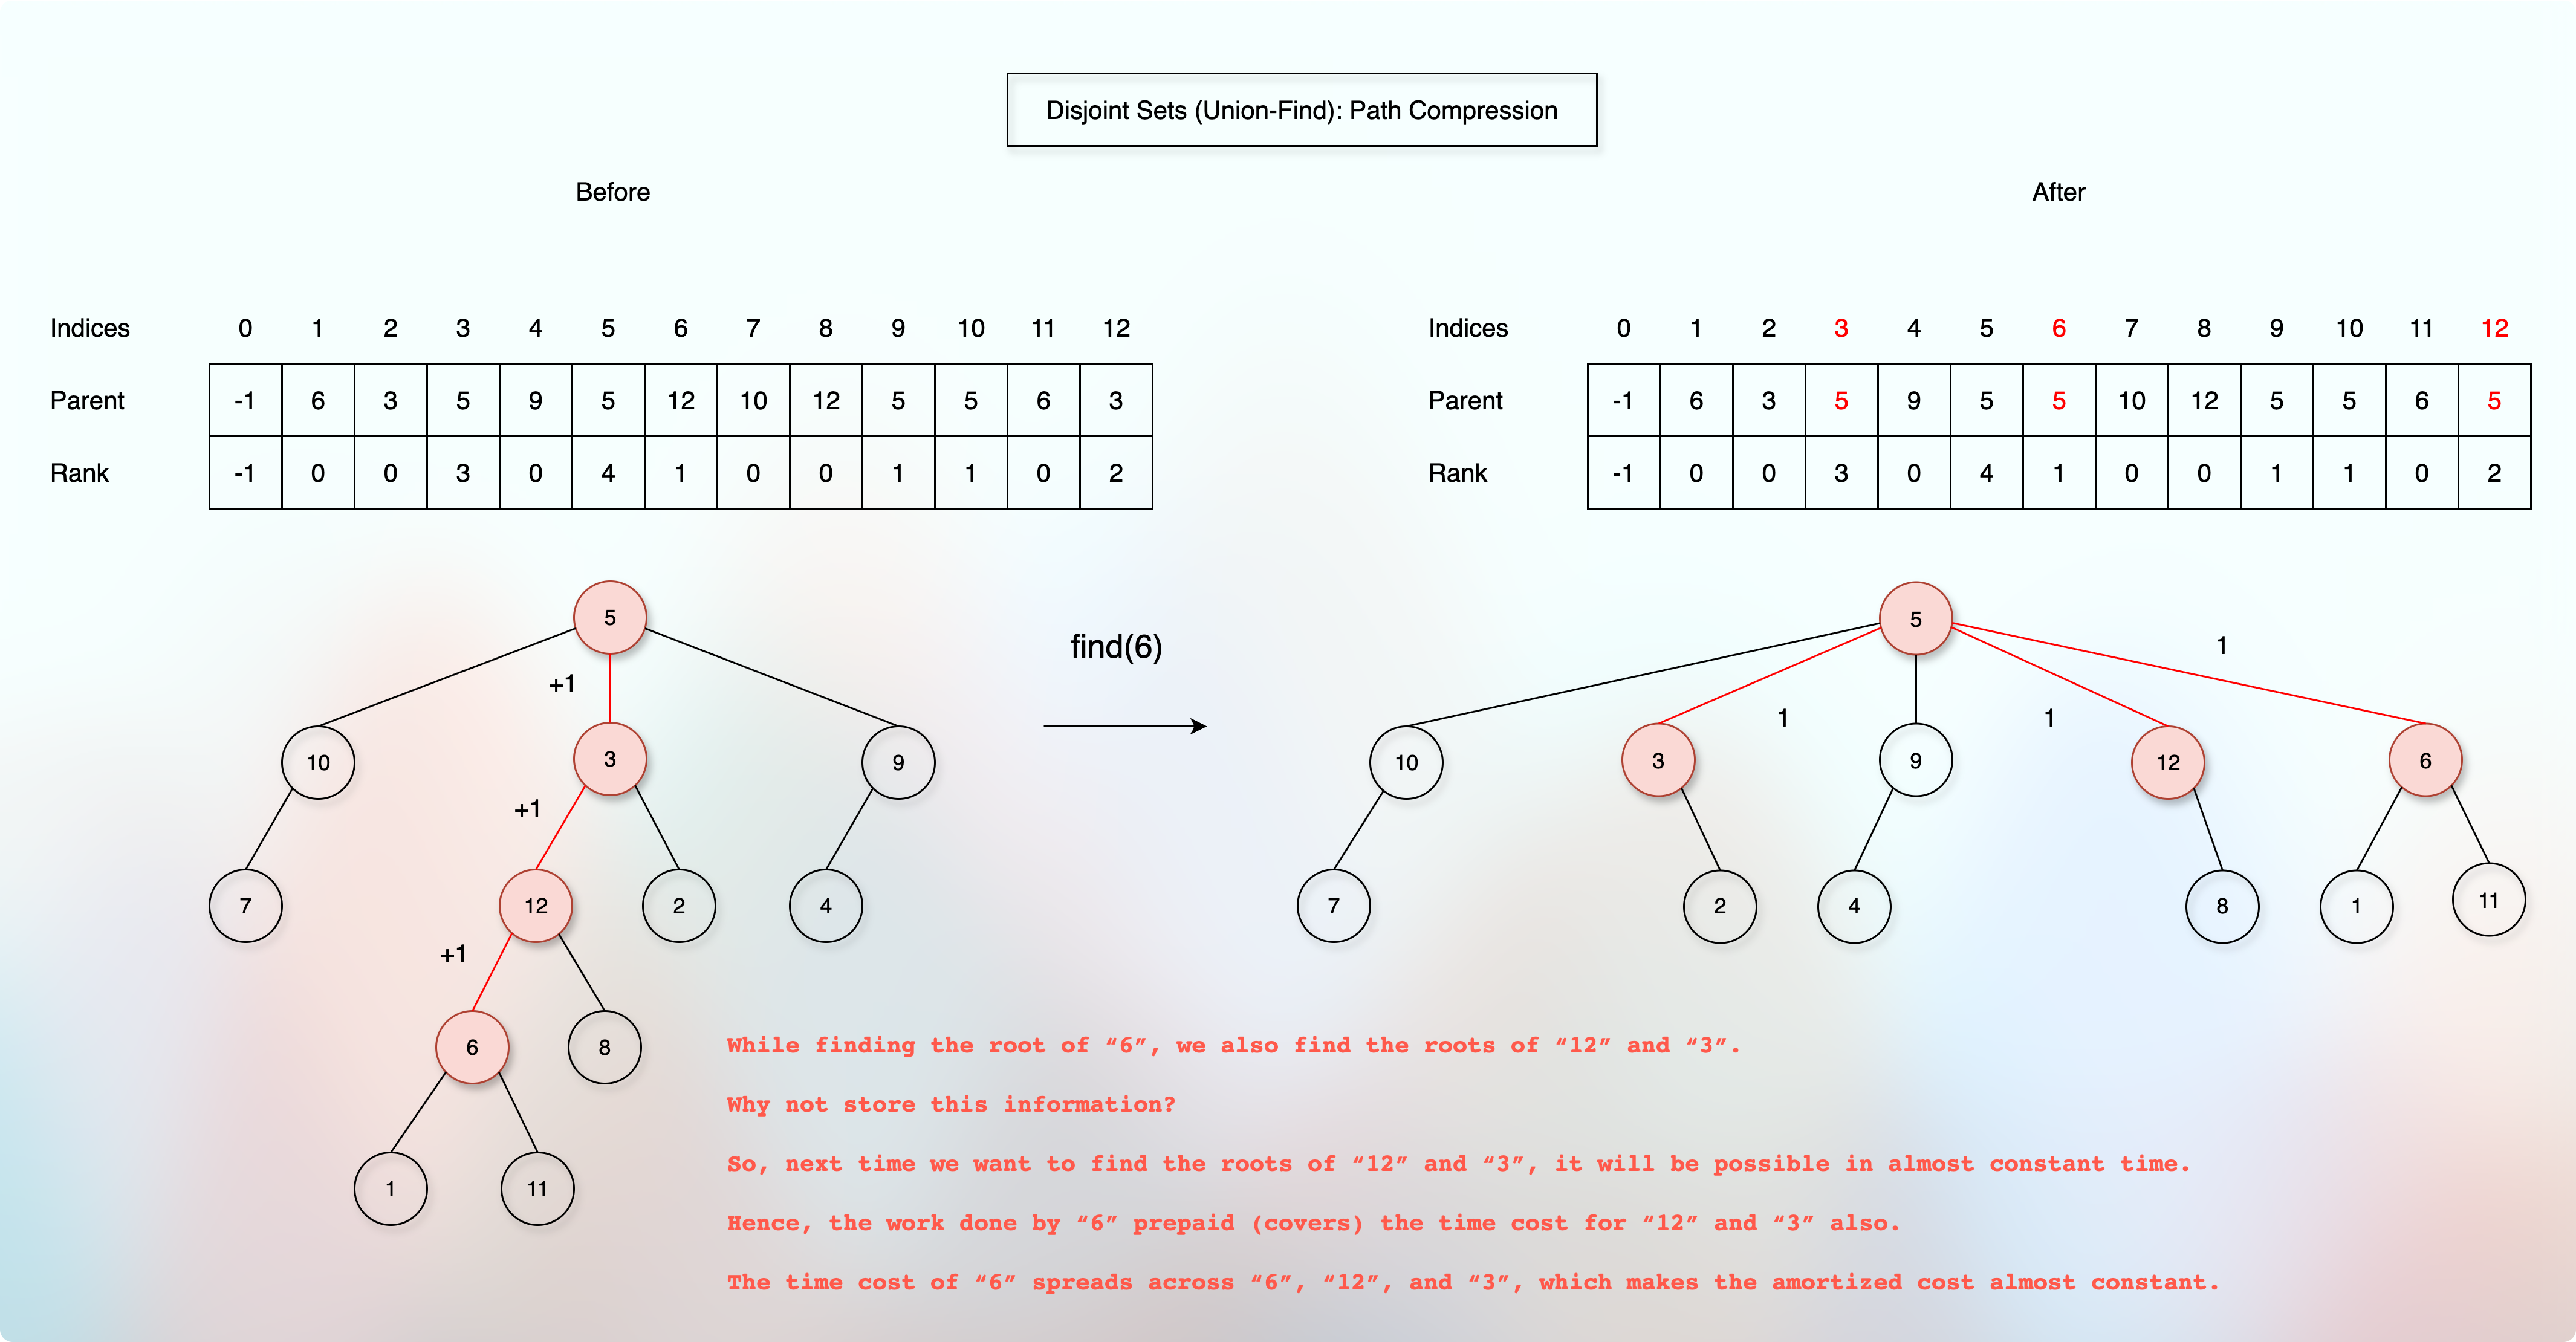 Disjoint Sets (Union-Find): Path Compression
Before
After
Indices 0 1 2 3 4 5 6 7 8 9 10 11 12
Parent -1 6 3 5 9 5 12 10 12 5 5 6 3
Rank -1 0 0 3 0 4 1 0 0 1 1 0 2
Indices 0 1 2 3 4 5 6 7 8 9 10 11 12
Parent -1 6 3 5 9 5 5 10 12 5 5 6 5
Rank -1 0 0 3 0 4 1 0 0 1 1 0 2
5
+1
10 3 9
+1
7 12 2 4
+1
6 8
1 11
find(6)
5
1
1 1
10 3 9 12 6
7 2 4 8 1 11
While finding the root of “6”, we also find the roots of “12” and “3”.
Why not store this information?
So, next time we want to find the roots of “12” and “3”, it will be possible in almost constant time.
Hence, the work done by “6” prepaid (covers) the time cost for “12” and “3” also.
The time cost of “6” spreads across “6”, “12”, and “3”, which makes the amortized cost almost constant.